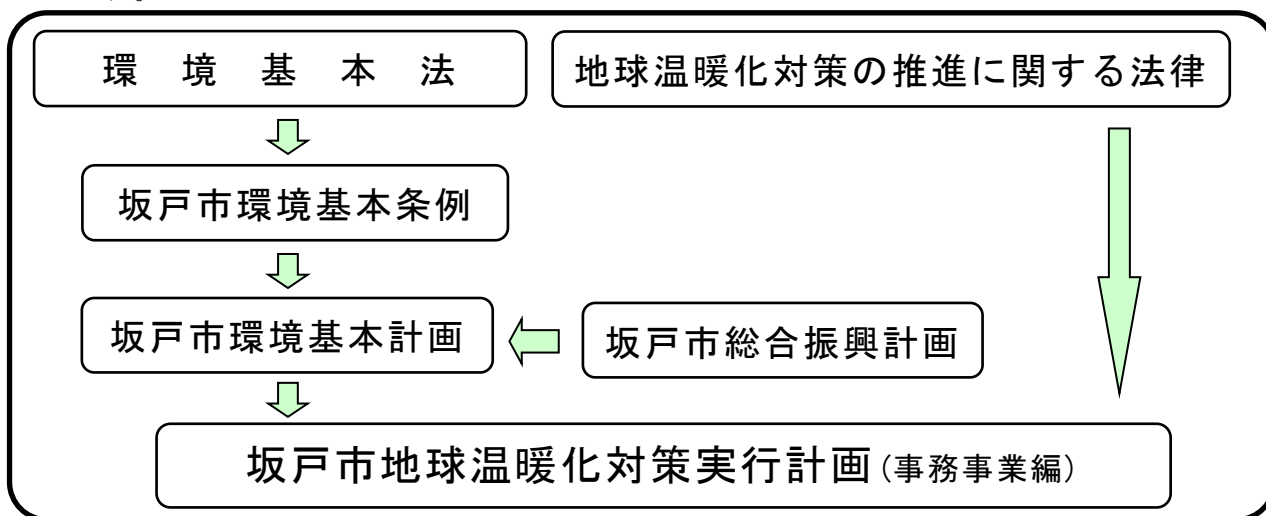 環境基本法
地球温暖化対策の推進に関する法律
坂戸市環境基本条例
坂戸市環境基本計画
坂戸市総合振興計画
坂戸市地球温暖化対策実行計画(事務事業編)